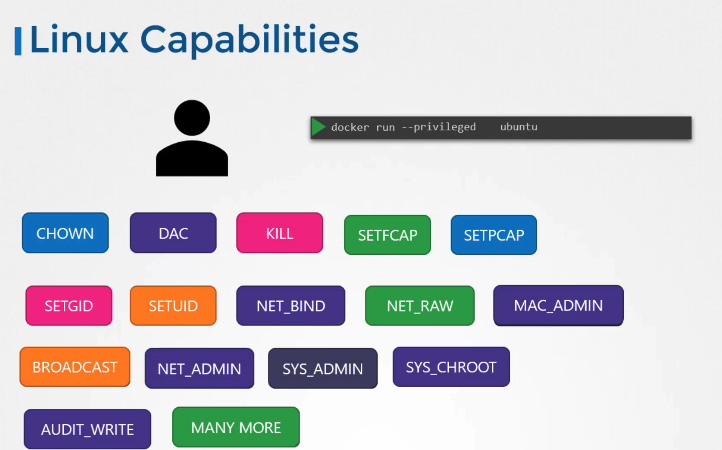 Linux Capabilities
docker run --privileged ubuntu
CHOWN DAC KILL SETFCAP SETPCAP
SETGID SETUID NET_BIND NET_RAW MAC_ADMIN
BROADCAST NET_ADMIN SYS_ADMIN SYS_CHROOT
AUDIT_WRITE MANY MORE